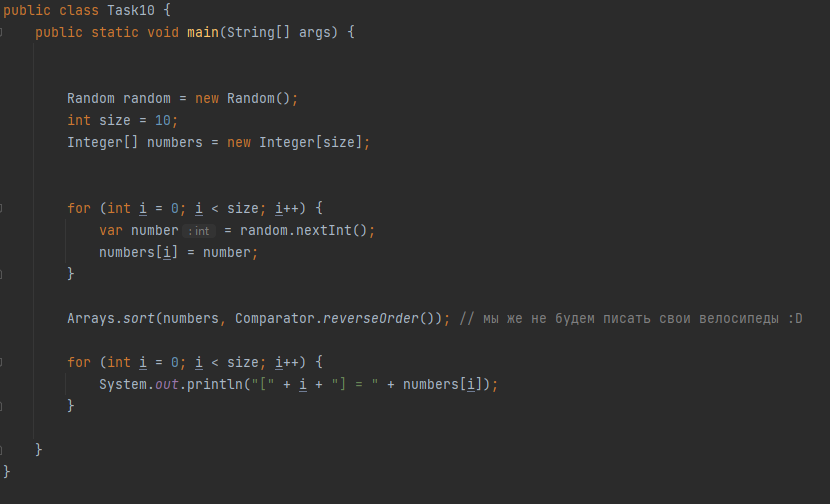 public class Task10 {
    public static void main(String[] args) {
        Random random = new Random();
        int size = 10;
        Integer[] numbers = new Integer[size];
        for (int i = 0; i < size; i++) {
            var number : int = random.nextInt();
            numbers[i] = number;
        }
        Arrays.sort(numbers, Comparator.reverseOrder()); // мы же не будем писать свои велосипеды :D
        for (int i = 0; i < size; i++) {
            System.out.println("[" + i + "] = " + numbers[i]);
        }
    }
}